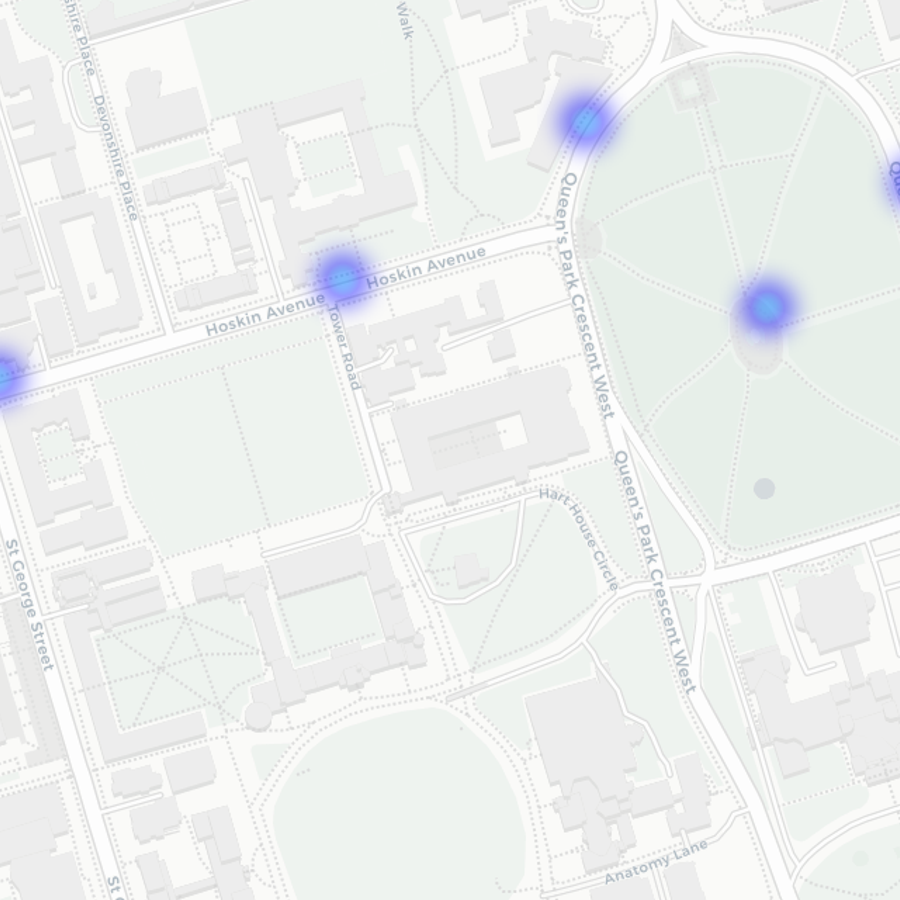 Walk
Devonshire Place
Queen's Park Crescent West
Hoskin Avenue
Hoskin Avenue
Tower Road
Queen's Park Crescent West
Hart House Circle
St George Street
Anatomy Lane